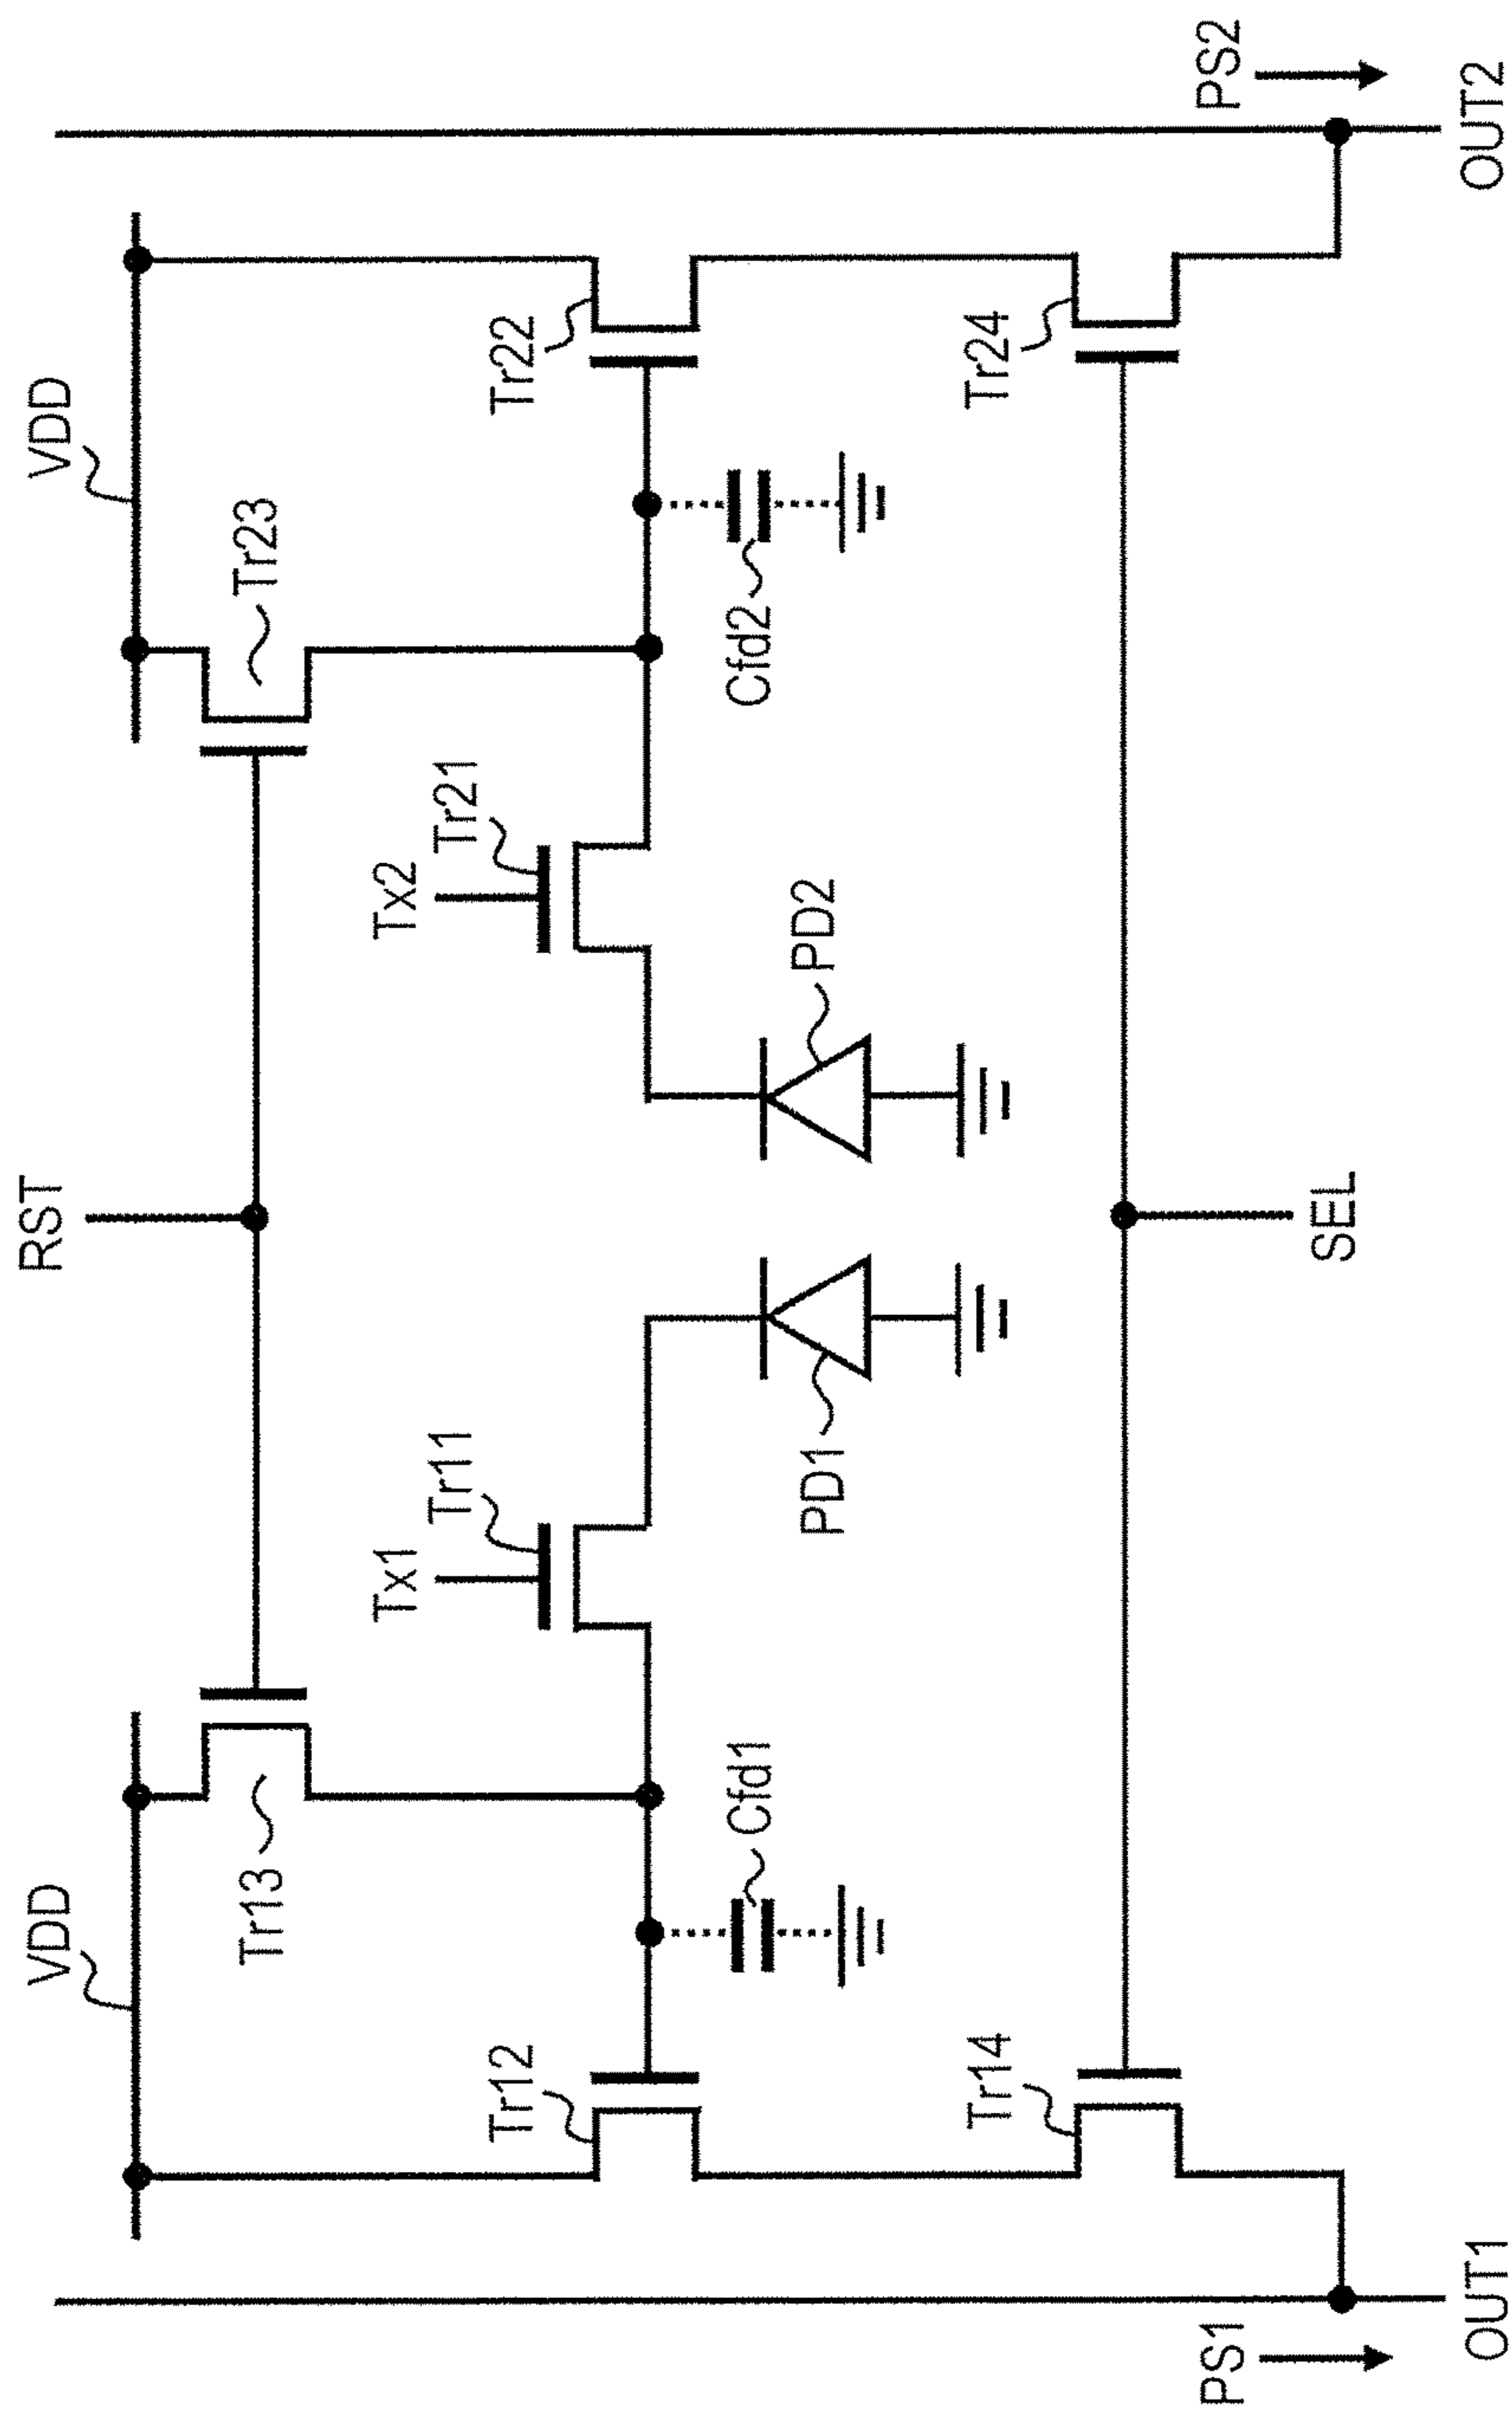 RST
VDD
VDD
Tr13
Tr23
Tx1
Tr11
Tx2
Tr21
Tr12
Tr22
Cfd1
Cfd2
PD1
PD2
Tr14
Tr24
SEL
PS1
PS2
OUT1
OUT2